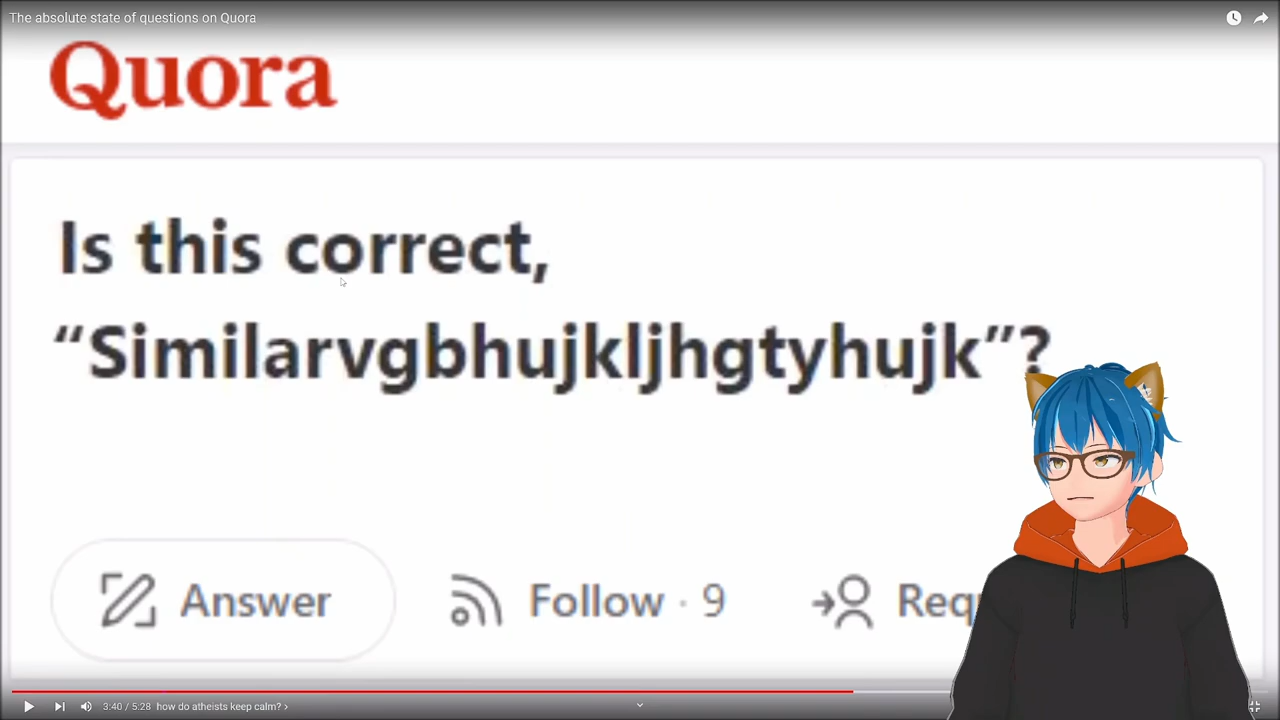 The absolute state of questions on Quora
Quora
Is this correct,
“Similarvgbhujkljhgtyhujk”?
Answer
Follow · 9
Req
3:40 / 5:28 how do atheists keep calm? ›